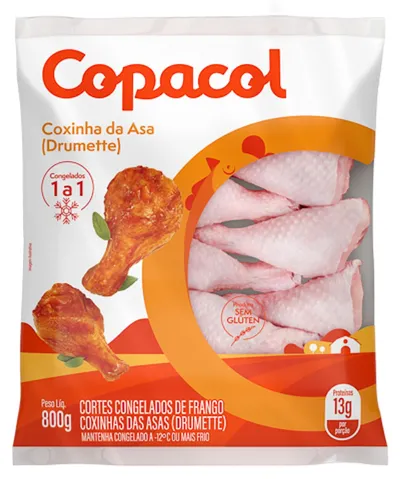 Copacol
Coxinha da Asa
(Drumette)
Congelados
1 a 1
Produto
SEM
GLÚTEN
Proteínas
13g
por
porção
Peso Líq.
800g
CORTES CONGELADOS DE FRANGO
COXINHAS DAS ASAS (DRUMETTE)
MANTENHA CONGELADO A -12ºC OU MAIS FRIO